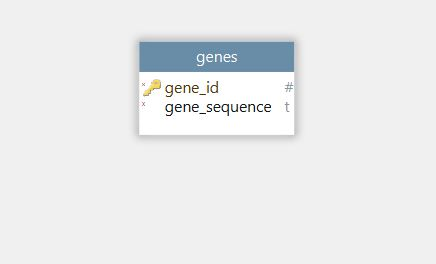 genes
* gene_id #
* gene_sequence t